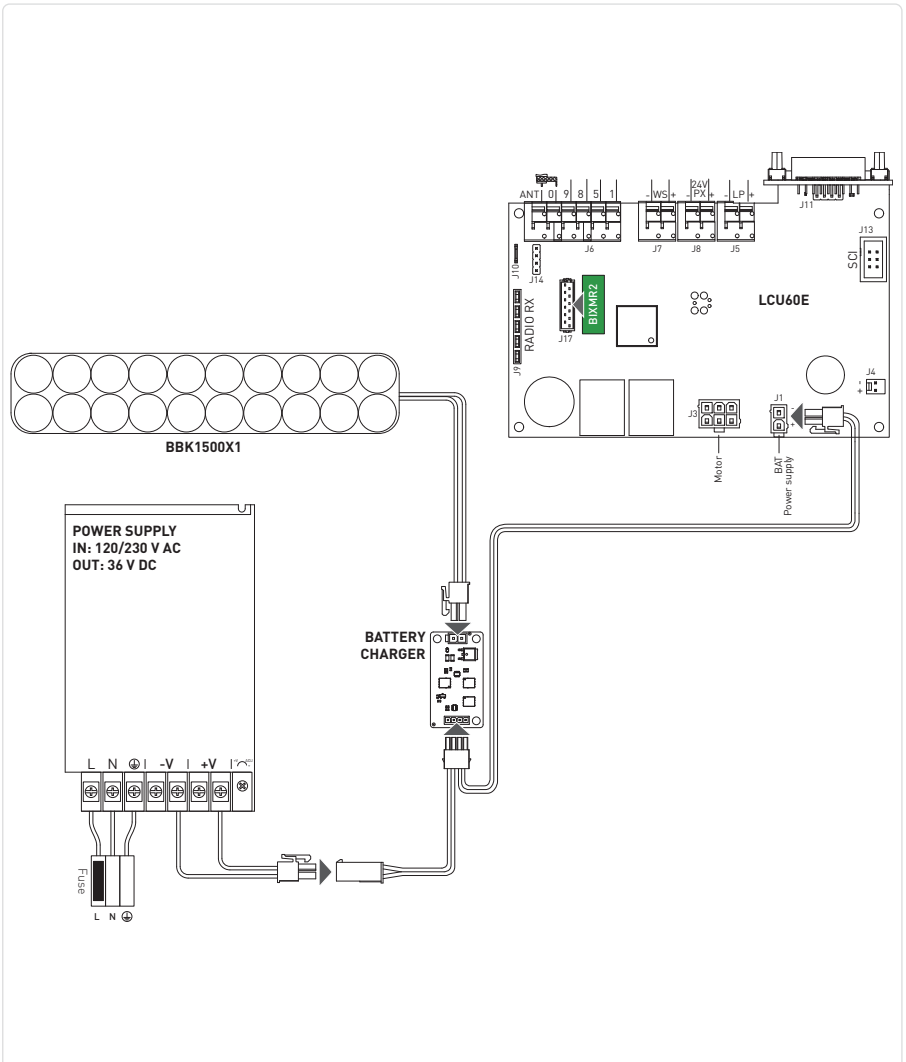 ANT 0 9 8 5 1
- WS +
24V
- PX +
- LP +
J6
J7
J8
J5
J11
J13
SCI
J10
J14
J17
BIXMR2
RADIO RX
J9
LCU60E
J4
- +
J3
J1
- +
Motor
BAT
Power supply
BBK1500X1
POWER SUPPLY
IN: 120/230 V AC
OUT: 36 V DC
BATTERY
CHARGER
L N -V +V
Fuse
L N